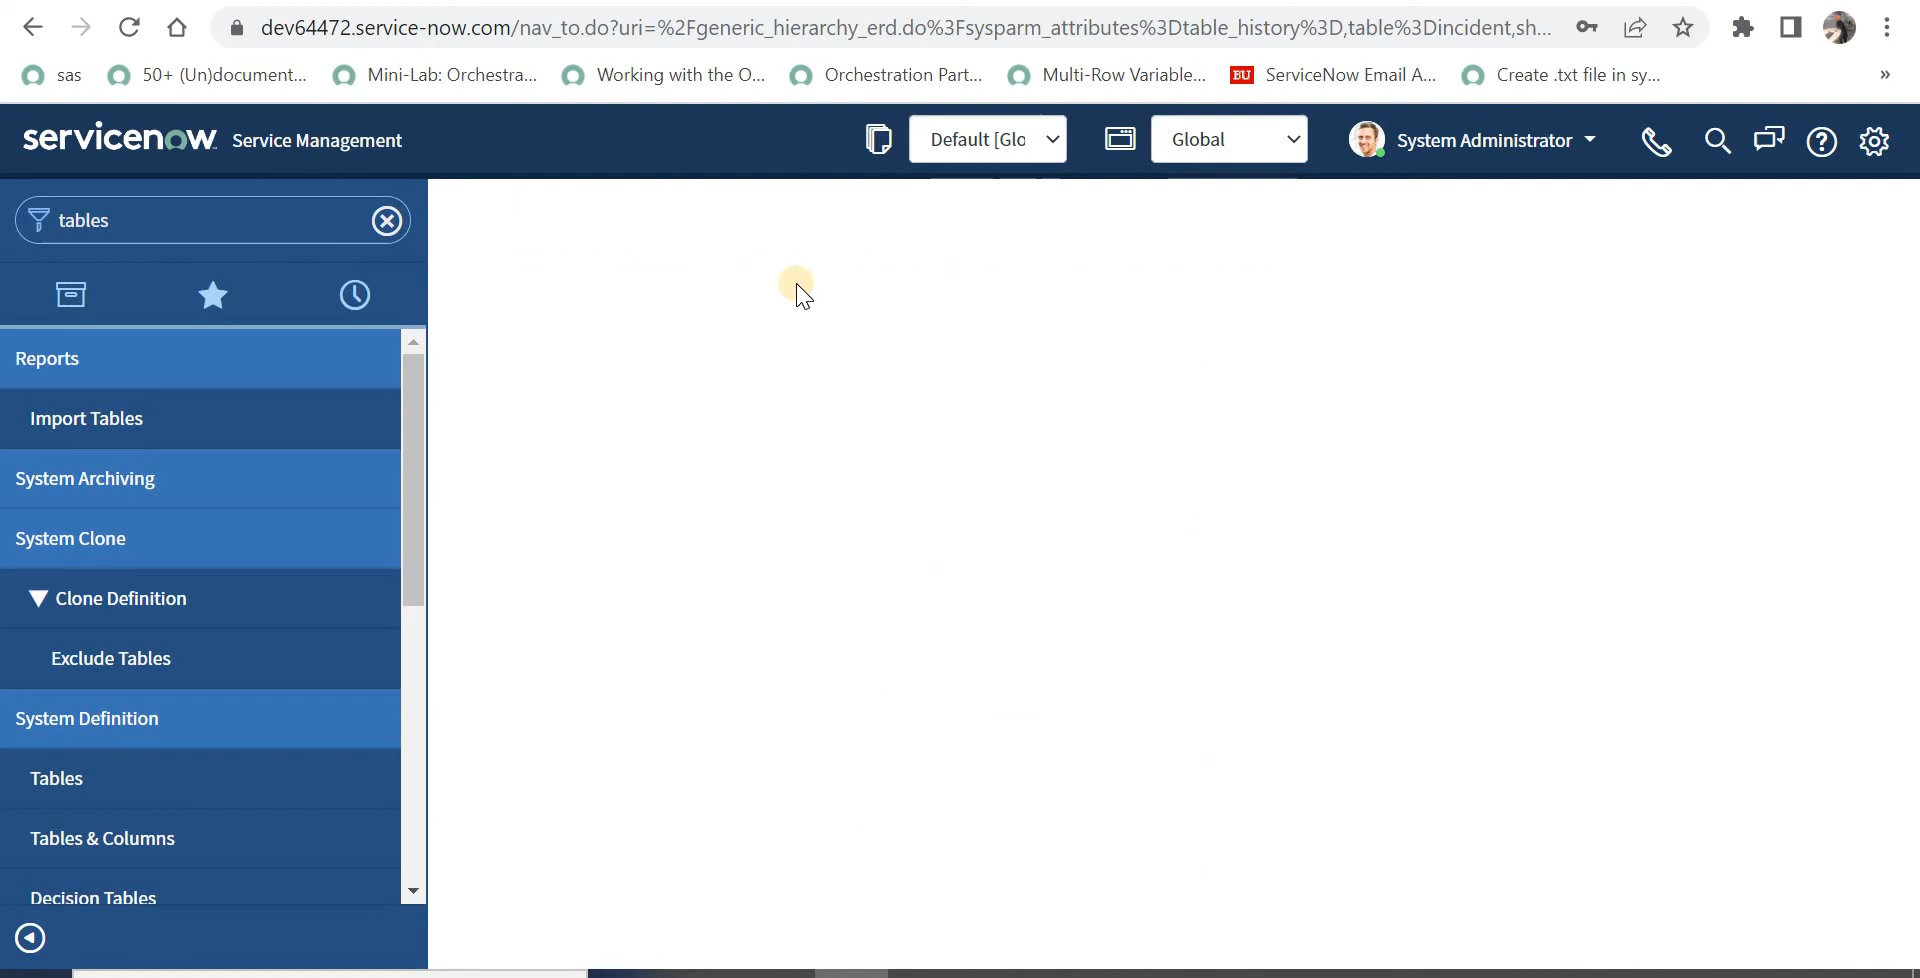 dev64472.service-now.com/nav_to.do?uri=%2Fgeneric_hierarchy_erd.do%3Fsysparm_attributes%3Dtable_history%3D,table%3Dincident,sh...
sas
50+ (Un)document...
Mini-Lab: Orchestra...
Working with the O...
Orchestration Part...
Multi-Row Variable...
BU
ServiceNow Email A...
Create .txt file in sy...
»
servicenow Service Management
Default [Glo
Global
System Administrator
tables
Reports
Import Tables
System Archiving
System Clone
Clone Definition
Exclude Tables
System Definition
Tables
Tables & Columns
Decision Tables